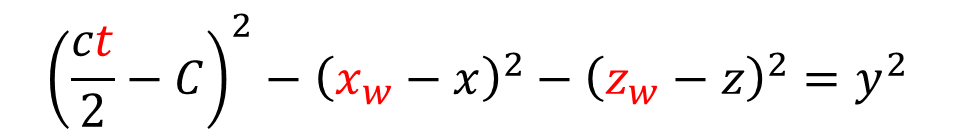 (ct/2 − C)² − (x_w − x)² − (z_w − z)² = y²